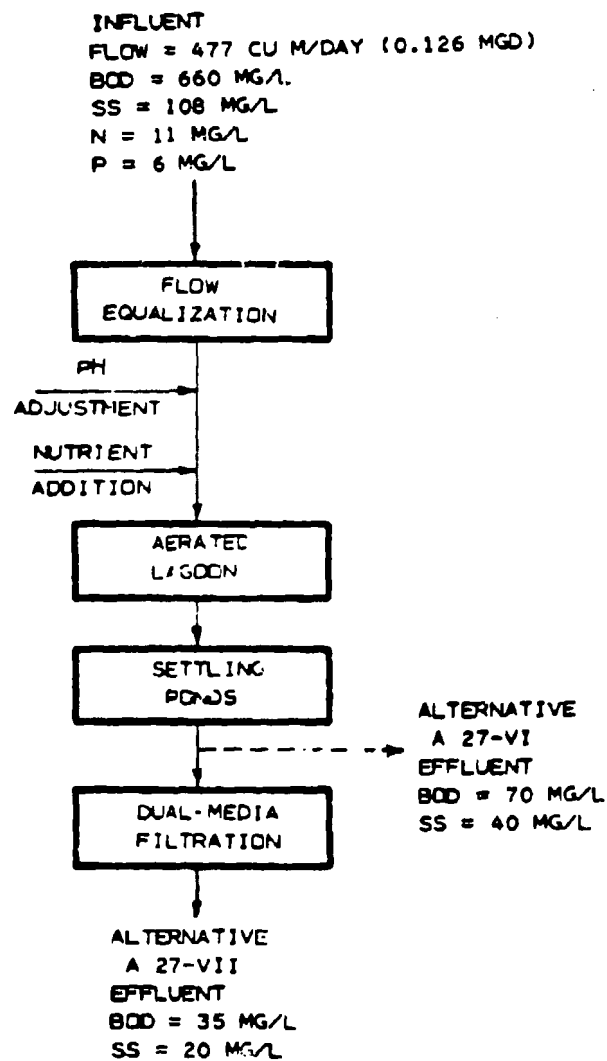 INFLUENT
FLOW = 477 CU M/DAY (0.126 MGD)
BOD = 660 MG/L
SS = 108 MG/L
N = 11 MG/L
P = 6 MG/L
FLOW
EQUALIZATION
PH
ADJUSTMENT
NUTRIENT
ADDITION
AERATED
LAGOON
SETTLING
PONDS
ALTERNATIVE
A 27-VI
EFFLUENT
BOD = 70 MG/L
SS = 40 MG/L
DUAL-MEDIA
FILTRATION
ALTERNATIVE
A 27-VII
EFFLUENT
BOD = 35 MG/L
SS = 20 MG/L